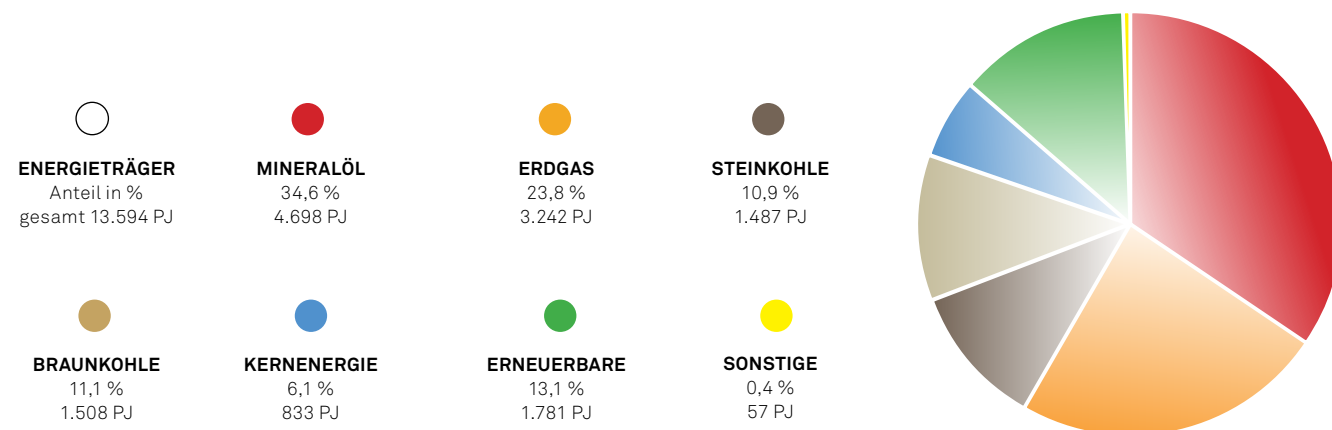 ENERGIETRÄGER
Anteil in %
gesamt 13.594 PJ
MINERALÖL
34,6 %
4.698 PJ
ERDGAS
23,8 %
3.242 PJ
STEINKOHLE
10,9 %
1.487 PJ
BRAUNKOHLE
11,1 %
1.508 PJ
KERNENERGIE
6,1 %
833 PJ
ERNEUERBARE
13,1 %
1.781 PJ
SONSTIGE
0,4 %
57 PJ